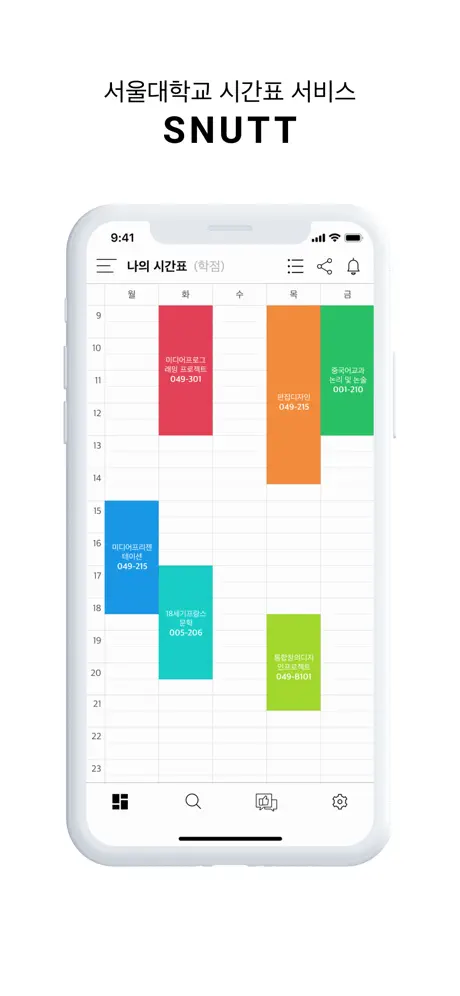 서울대학교 시간표 서비스
SNUTT
9:41
나의 시간표 (학점)
월 화 수 목 금
9
10
11
12
13
14
15
16
17
18
19
20
21
22
23
미디어프로그
래밍 프로젝트
049-301
편집디자인
049-215
중국어교과
논리 및 논술
001-210
미디어프리젠
테이션
049-215
18세기프랑스
문학
005-206
통합창의디자
인프로젝트
049-B101